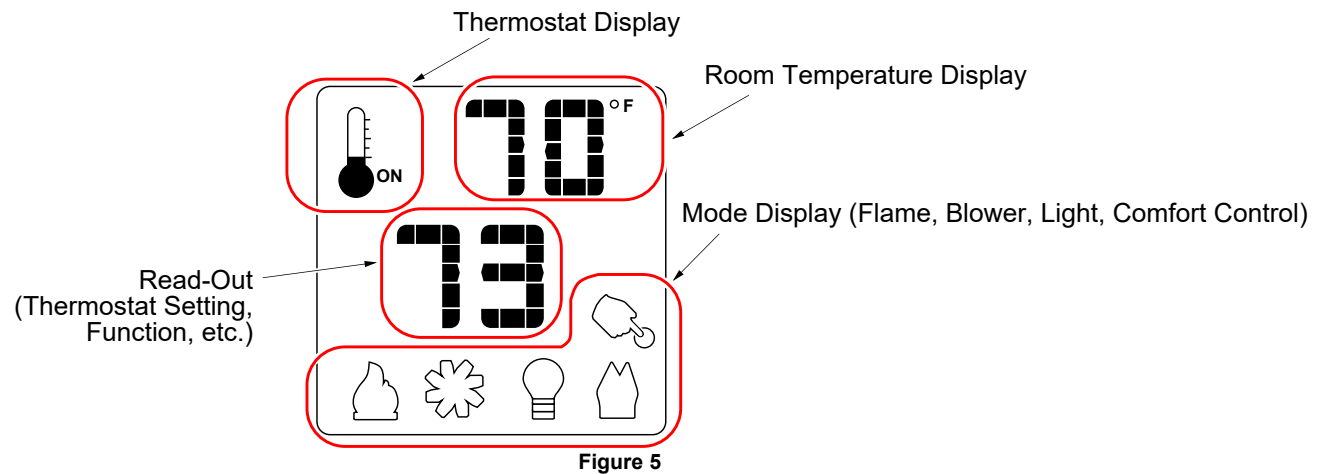 Thermostat Display
Room Temperature Display
70 °F
ON
Mode Display (Flame, Blower, Light, Comfort Control)
73
Read-Out
(Thermostat Setting,
Function, etc.)
Figure 5